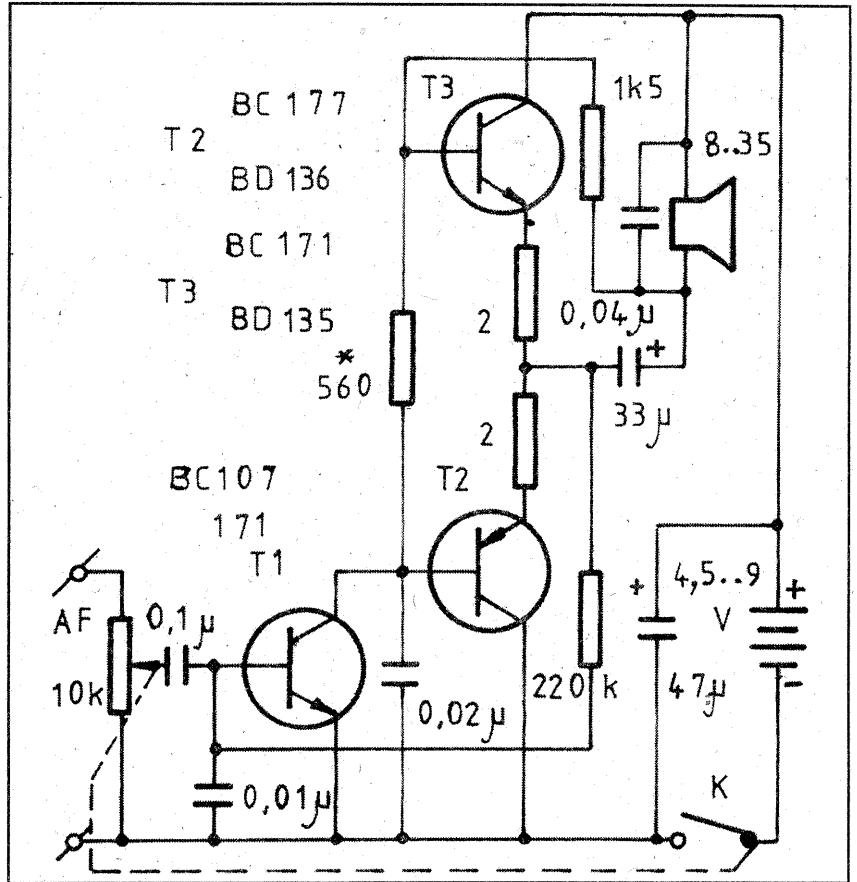 BC 177
T2
BD 136
BC 171
T3
BD 135
*
560
T3
1k5
8..35
2
0,04µ
+
33µ
2
T2
BC107
171
T1
AF
0,1µ
10k
0,02µ
220k
+
4,5..9
V
+
-
47µ
0,01µ
K